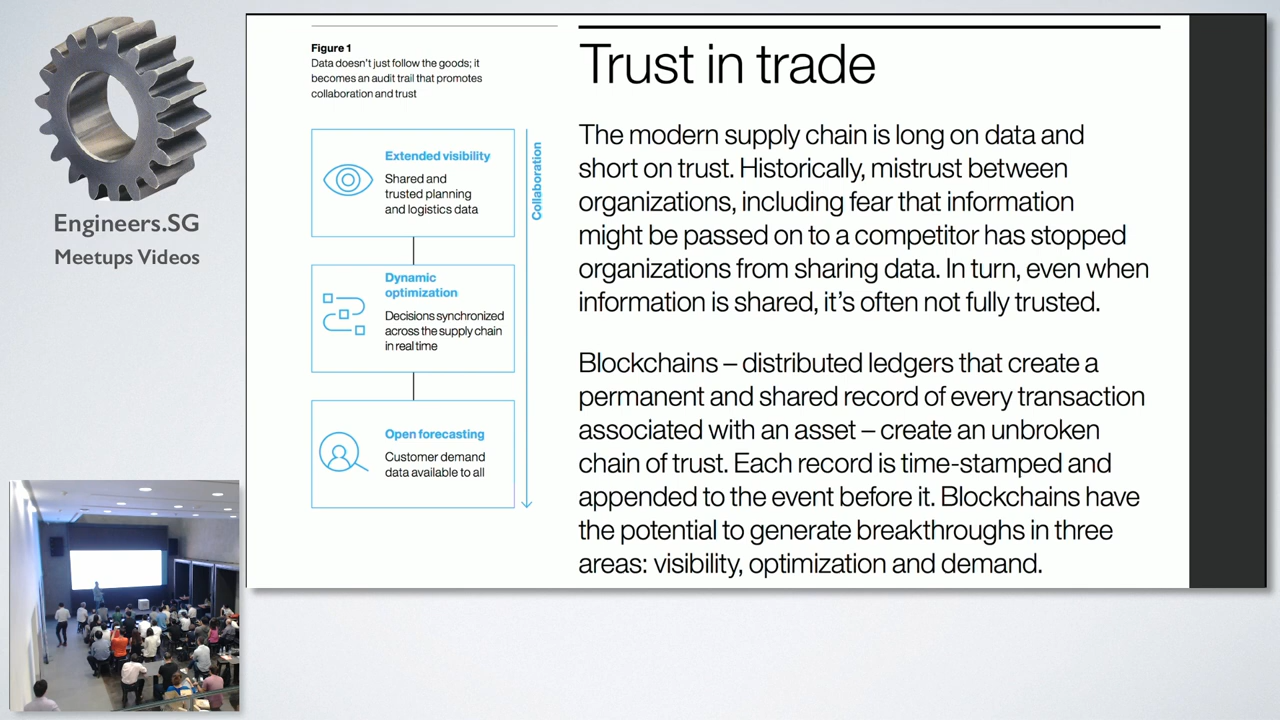 Engineers.SG
Meetups Videos
Figure 1
Data doesn't just follow the goods; it
becomes an audit trail that promotes
collaboration and trust
Extended visibility
Shared and
trusted planning
and logistics data
Dynamic
optimization
Decisions synchronized
across the supply chain
in real time
Open forecasting
Customer demand
data available to all
Collaboration
Trust in trade
The modern supply chain is long on data and
short on trust. Historically, mistrust between
organizations, including fear that information
might be passed on to a competitor has stopped
organizations from sharing data. In turn, even when
information is shared, it's often not fully trusted.
Blockchains – distributed ledgers that create a
permanent and shared record of every transaction
associated with an asset – create an unbroken
chain of trust. Each record is time-stamped and
appended to the event before it. Blockchains have
the potential to generate breakthroughs in three
areas: visibility, optimization and demand.